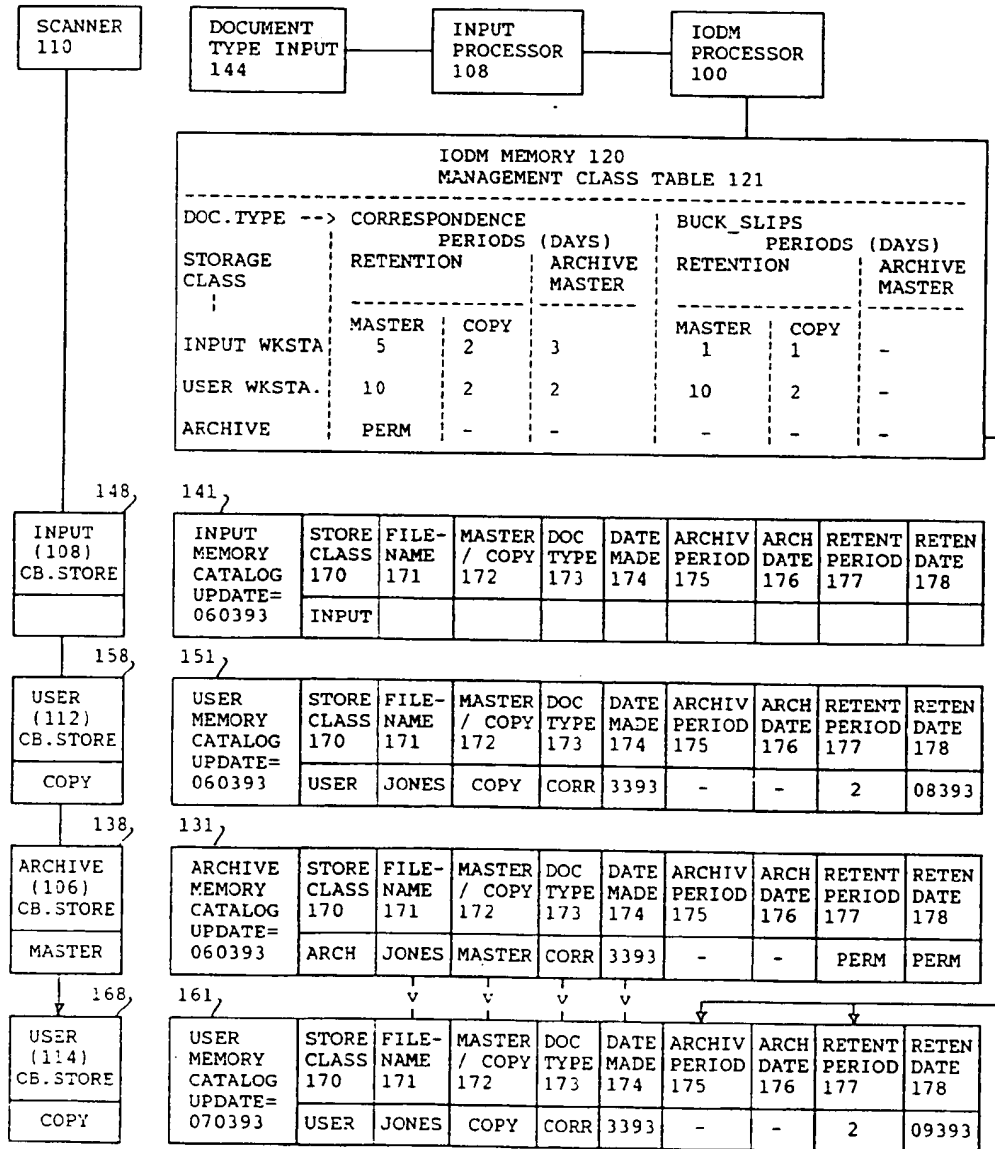 SCANNER 110
DOCUMENT TYPE INPUT 144
INPUT PROCESSOR 108
IODM PROCESSOR 100
IODM MEMORY 120
MANAGEMENT CLASS TABLE 121
DOC.TYPE --> CORRESPONDENCE BUCK_SLIPS
PERIODS (DAYS) PERIODS (DAYS)
STORAGE RETENTION ARCHIVE RETENTION ARCHIVE
CLASS MASTER MASTER
MASTER COPY MASTER COPY
INPUT WKSTA 5 2 3 1 1 -
USER WKSTA. 10 2 2 10 2 -
ARCHIVE PERM - - - - -
148 141
INPUT (108) CB.STORE
INPUT STORE FILE- MASTER DOC DATE ARCHIV ARCH RETENT RETEN
MEMORY CLASS NAME / COPY TYPE MADE PERIOD DATE PERIOD DATE
CATALOG 170 171 172 173 174 175 176 177 178
UPDATE=
060393 INPUT
158 151
USER (112) CB.STORE
COPY
USER STORE FILE- MASTER DOC DATE ARCHIV ARCH RETENT RETEN
MEMORY CLASS NAME / COPY TYPE MADE PERIOD DATE PERIOD DATE
CATALOG 170 171 172 173 174 175 176 177 178
UPDATE=
060393 USER JONES COPY CORR 3393 - - 2 08393
138 131
ARCHIVE (106) CB.STORE
MASTER
ARCHIVE STORE FILE- MASTER DOC DATE ARCHIV ARCH RETENT RETEN
MEMORY CLASS NAME / COPY TYPE MADE PERIOD DATE PERIOD DATE
CATALOG 170 171 172 173 174 175 176 177 178
UPDATE=
060393 ARCH JONES MASTER CORR 3393 - - PERM PERM
168 161
USER (114) CB.STORE
COPY
USER STORE FILE- MASTER DOC DATE ARCHIV ARCH RETENT RETEN
MEMORY CLASS NAME / COPY TYPE MADE PERIOD DATE PERIOD DATE
CATALOG 170 171 172 173 174 175 176 177 178
UPDATE=
070393 USER JONES COPY CORR 3393 - - 2 09393